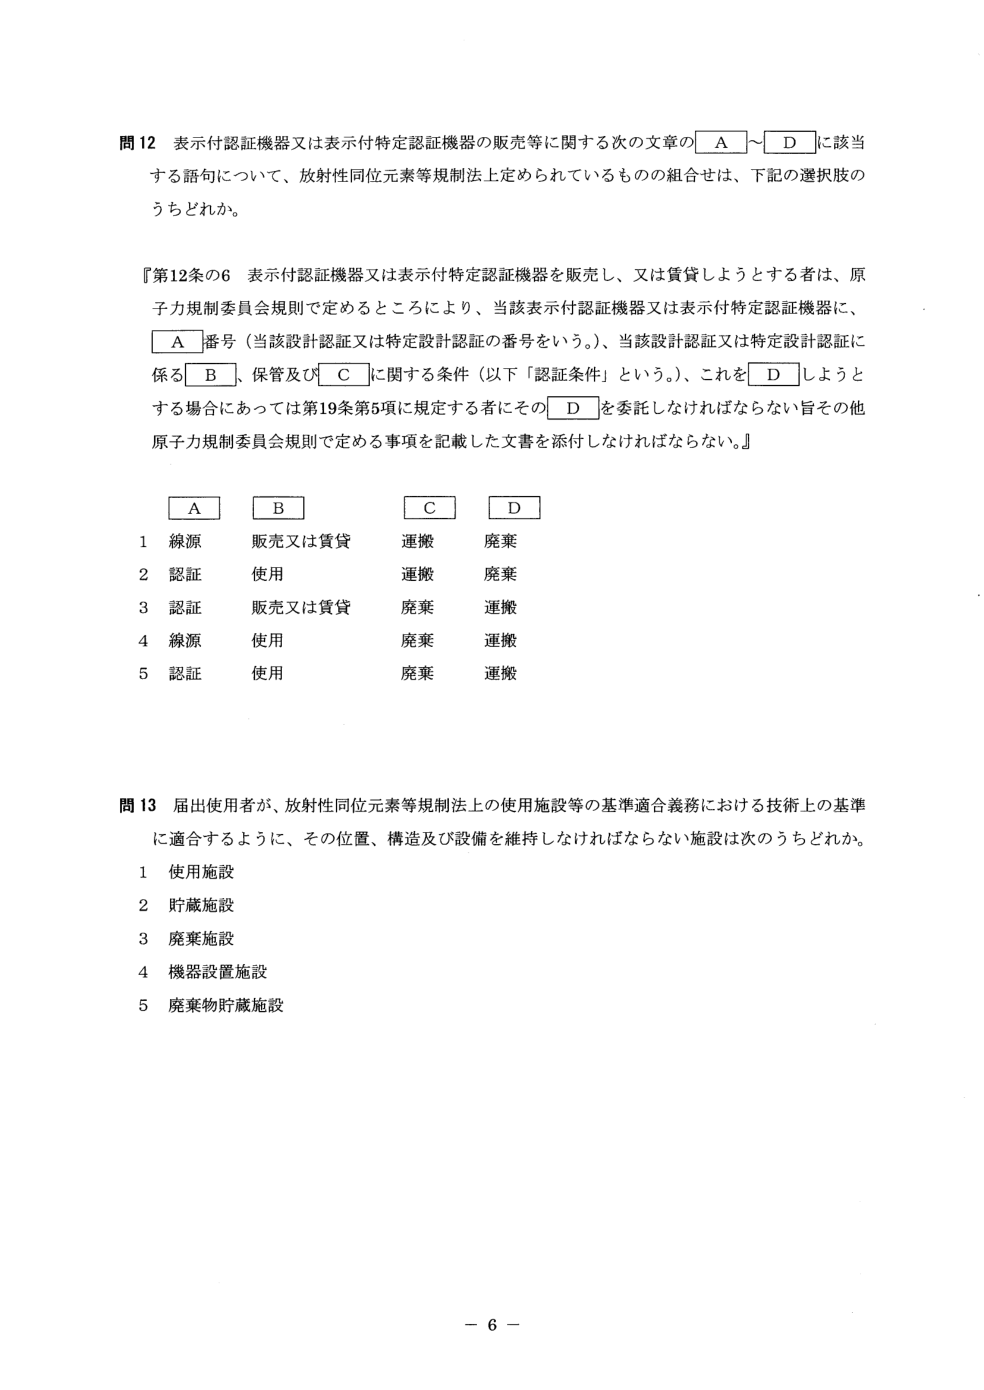 問12 表示付認証機器又は表示付特定認証機器の販売等に関する次の文章の A ～ D に該当
する語句について、放射性同位元素等規制法上定められているものの組合せは、下記の選択肢の
うちどれか。
『第12条の6 表示付認証機器又は表示付特定認証機器を販売し、又は賃貸しようとする者は、原
子力規制委員会規則で定めるところにより、当該表示付認証機器又は表示付特定認証機器に、
A 番号（当該設計認証又は特定設計認証の番号をいう。）、当該設計認証又は特定設計認証に
係る B 、保管及び C に関する条件（以下「認証条件」という。）、これを D しようと
する場合にあっては第19条第5項に規定する者にその D を委託しなければならない旨その他
原子力規制委員会規則で定める事項を記載した文書を添付しなければならない。』
A B C D
1 線源 販売又は賃貸 運搬 廃棄
2 認証 使用 運搬 廃棄
3 認証 販売又は賃貸 廃棄 運搬
4 線源 使用 廃棄 運搬
5 認証 使用 廃棄 運搬
問13 届出使用者が、放射性同位元素等規制法上の使用施設等の基準適合義務における技術上の基準
に適合するように、その位置、構造及び設備を維持しなければならない施設は次のうちどれか。
1 使用施設
2 貯蔵施設
3 廃棄施設
4 機器設置施設
5 廃棄物貯蔵施設
－ 6 －